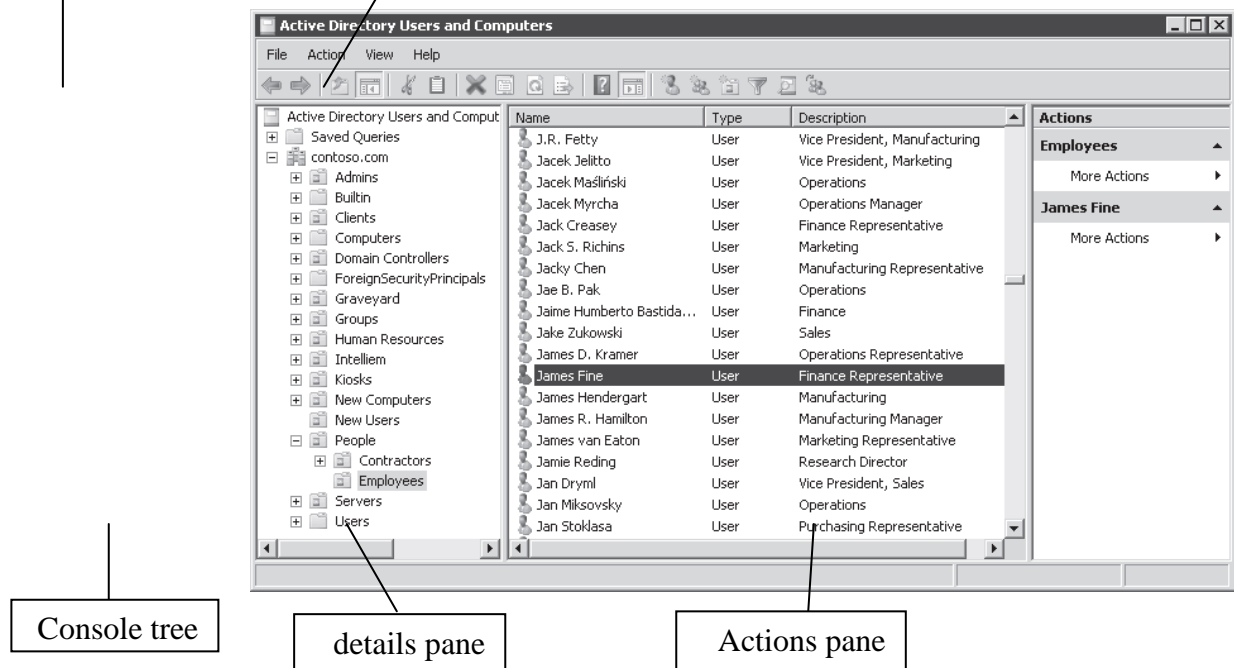 Active Directory Users and Computers
File Action View Help
Active Directory Users and Comput
Saved Queries
contoso.com
Admins
Builtin
Clients
Computers
Domain Controllers
ForeignSecurityPrincipals
Graveyard
Groups
Human Resources
Intelliem
Kiosks
New Computers
New Users
People
Contractors
Employees
Servers
Users
Name Type Description
J.R. Fetty User Vice President, Manufacturing
Jacek Jelitto User Vice President, Marketing
Jacek Maśliński User Operations
Jacek Myrcha User Operations Manager
Jack Creasey User Finance Representative
Jack S. Richins User Marketing
Jacky Chen User Manufacturing Representative
Jae B. Pak User Operations
Jaime Humberto Bastida... User Finance
Jake Zukowski User Sales
James D. Kramer User Operations Representative
James Fine User Finance Representative
James Hendergart User Manufacturing
James R. Hamilton User Manufacturing Manager
James van Eaton User Marketing Representative
Jamie Reding User Research Director
Jan Dryml User Vice President, Sales
Jan Miksovsky User Operations
Jan Stoklasa User Purchasing Representative
Actions
Employees
More Actions
James Fine
More Actions
Console tree
details pane
Actions pane